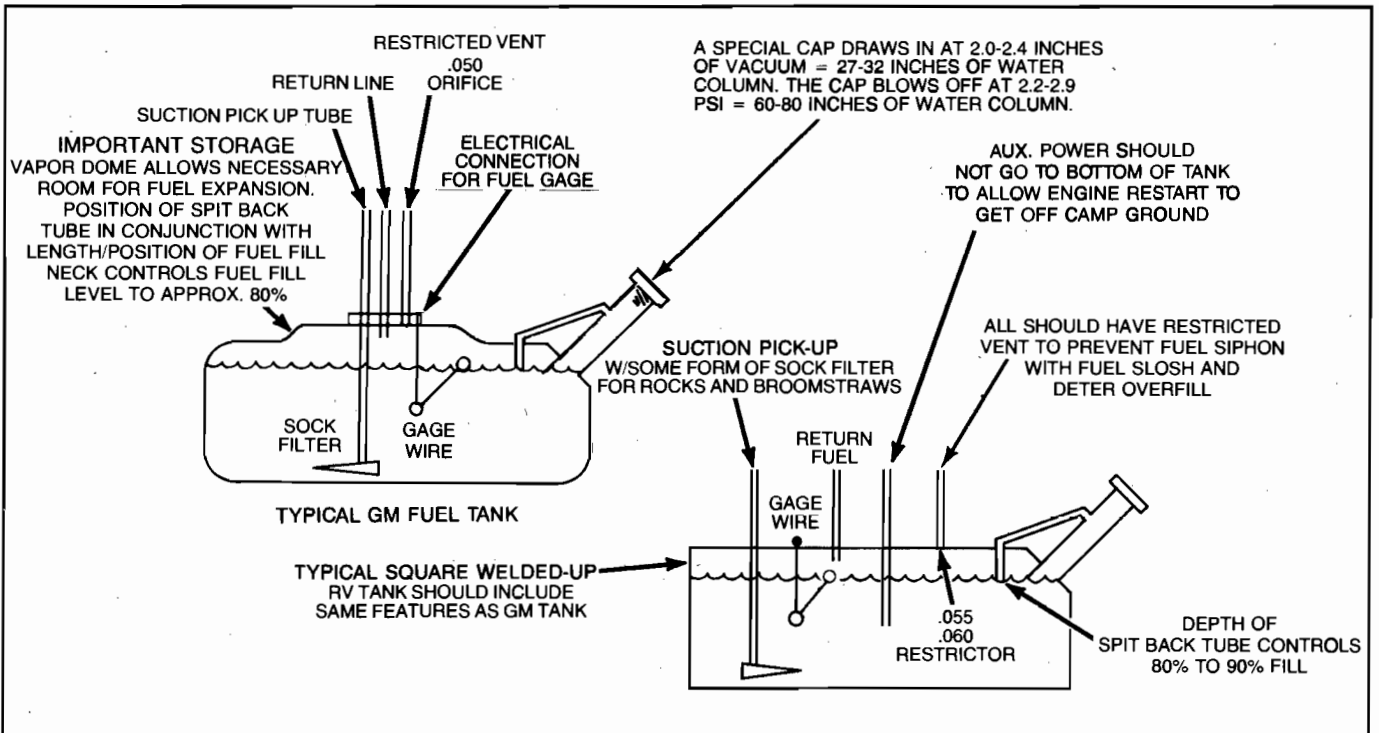 RESTRICTED VENT
.050
ORIFICE
RETURN LINE
SUCTION PICK UP TUBE
IMPORTANT STORAGE
VAPOR DOME ALLOWS NECESSARY
ROOM FOR FUEL EXPANSION.
POSITION OF SPIT BACK
TUBE IN CONJUNCTION WITH
LENGTH/POSITION OF FUEL FILL
NECK CONTROLS FUEL FILL
LEVEL TO APPROX. 80%
ELECTRICAL
CONNECTION
FOR FUEL GAGE
A SPECIAL CAP DRAWS IN AT 2.0-2.4 INCHES
OF VACUUM = 27-32 INCHES OF WATER
COLUMN. THE CAP BLOWS OFF AT 2.2-2.9
PSI = 60-80 INCHES OF WATER COLUMN.
AUX. POWER SHOULD
NOT GO TO BOTTOM OF TANK
TO ALLOW ENGINE RESTART TO
GET OFF CAMP GROUND
SOCK
FILTER
GAGE
WIRE
TYPICAL GM FUEL TANK
SUCTION PICK-UP
W/SOME FORM OF SOCK FILTER
FOR ROCKS AND BROOMSTRAWS
ALL SHOULD HAVE RESTRICTED
VENT TO PREVENT FUEL SIPHON
WITH FUEL SLOSH AND
DETER OVERFILL
RETURN
FUEL
GAGE
WIRE
TYPICAL SQUARE WELDED-UP
RV TANK SHOULD INCLUDE
SAME FEATURES AS GM TANK
.055
.060
RESTRICTOR
DEPTH OF
SPIT BACK TUBE CONTROLS
80% TO 90% FILL